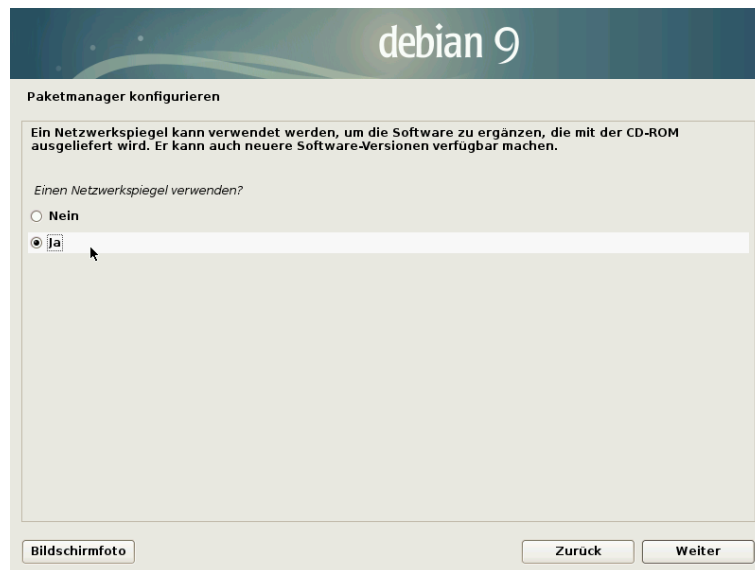 debian 9
Paketmanager konfigurieren
Ein Netzwerkspiegel kann verwendet werden, um die Software zu ergänzen, die mit der CD-ROM
ausgeliefert wird. Er kann auch neuere Software-Versionen verfügbar machen.
Einen Netzwerkspiegel verwenden?
Nein
Ja
Bildschirmfoto
Zurück
Weiter